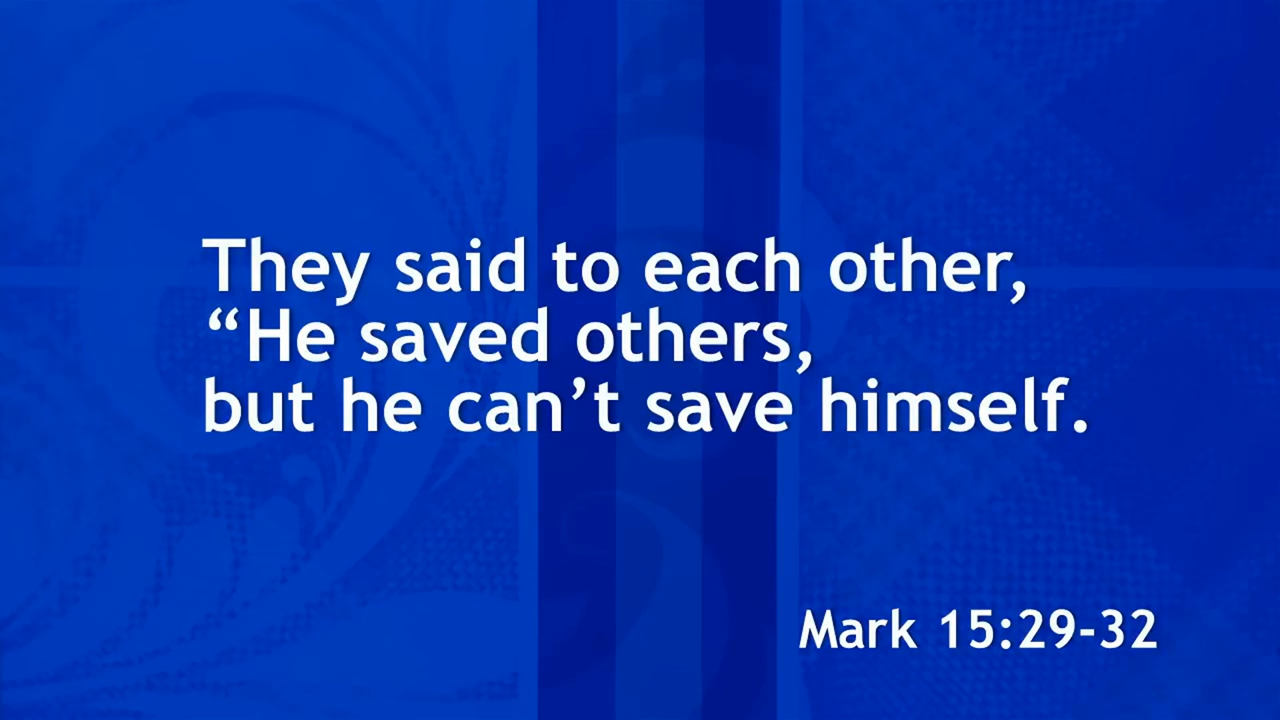 They said to each other,
“He saved others,
but he can’t save himself.
Mark 15:29-32